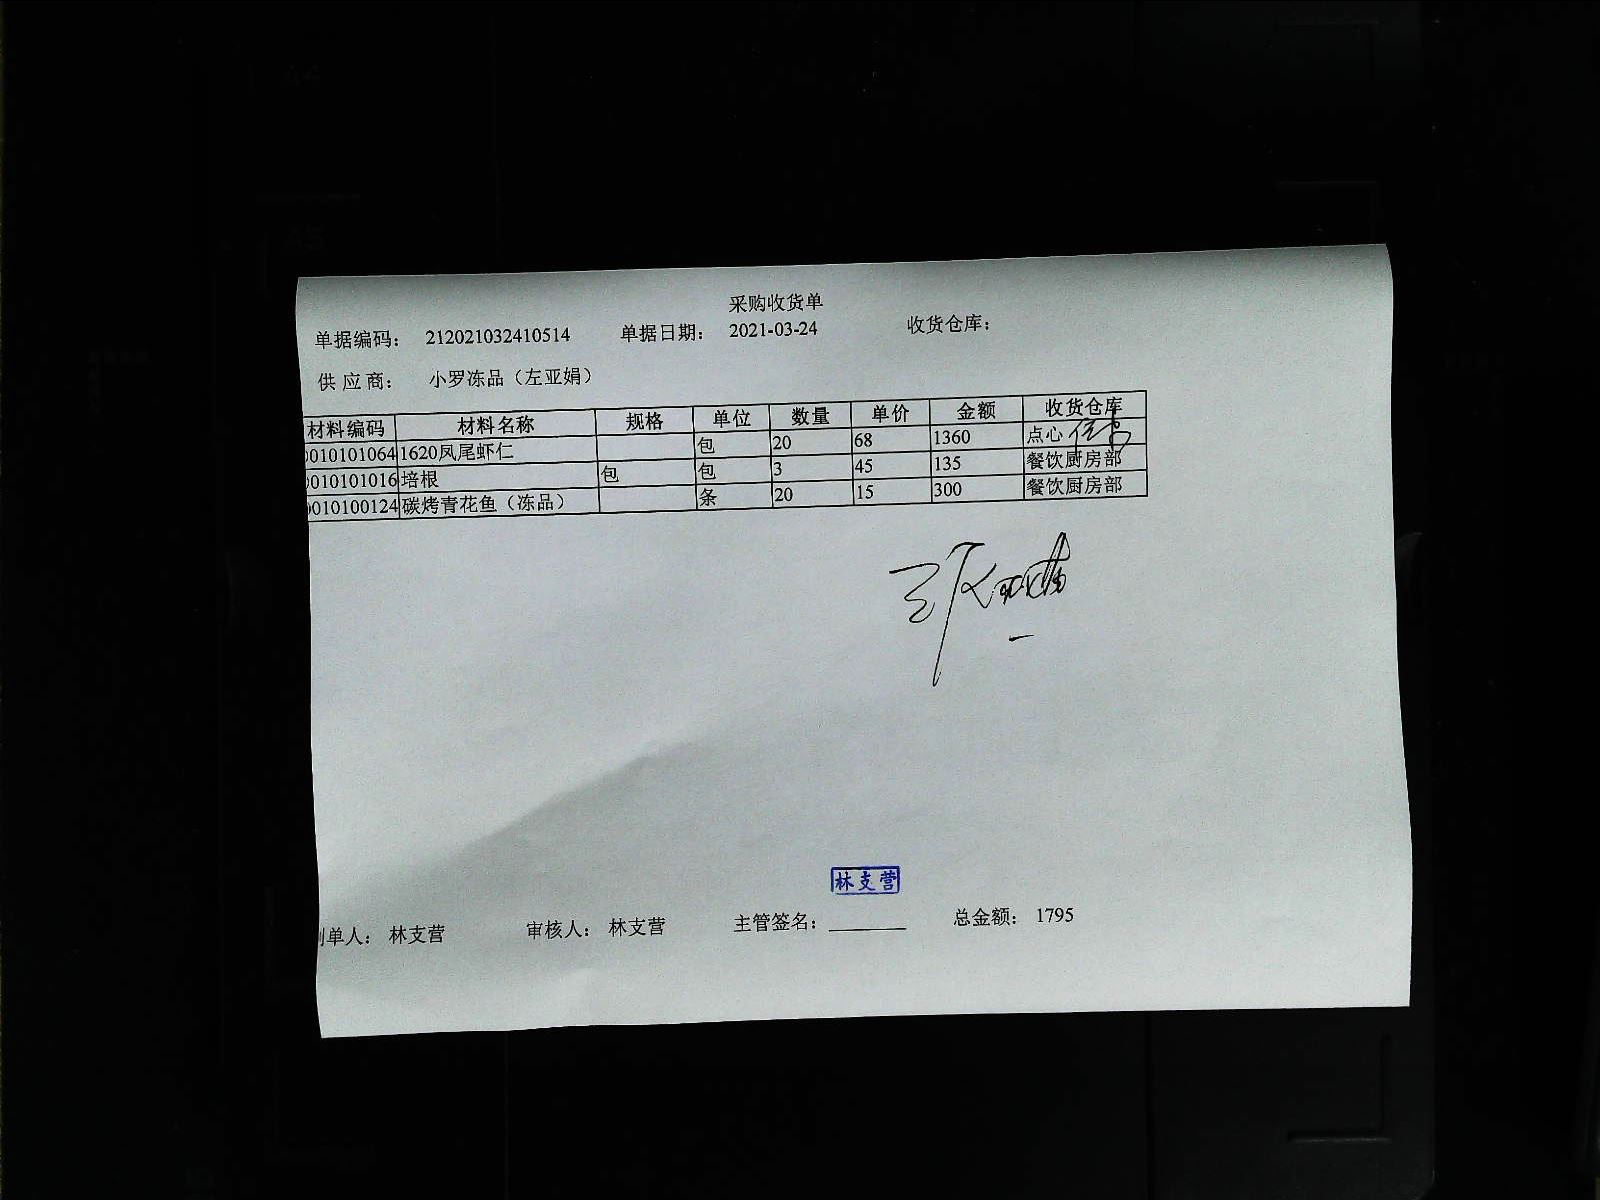 采购收货单
单据编码： 212021032410514 单据日期： 2021-03-24 收货仓库：
供 应 商： 小罗冻品（左亚娟）
材料编码 材料名称 规格 单位 数量 单价 金额 收货仓库
010101064 1620凤尾虾仁 包 20 68 1360 点心
010101016 培根 包 包 3 45 135 餐饮厨房部
010100124 碳烤青花鱼（冻品） 条 20 15 300 餐饮厨房部
林支营
制单人： 林支营 审核人： 林支营 主管签名： 总金额： 1795